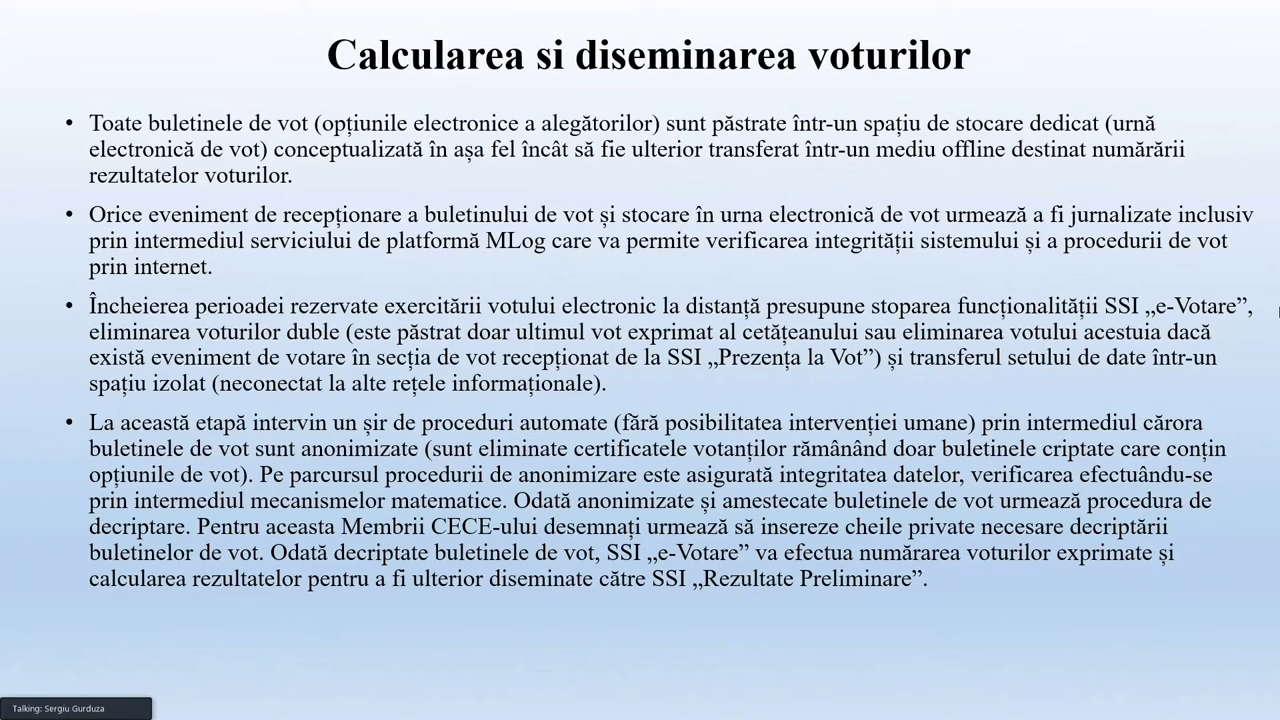 Calcularea si diseminarea voturilor
• Toate buletinele de vot (opțiunile electronice a alegătorilor) sunt păstrate într-un spațiu de stocare dedicat (urnă
electronică de vot) conceptualizată în așa fel încât să fie ulterior transferat într-un mediu offline destinat numărării
rezultatelor voturilor.
• Orice eveniment de recepționare a buletinului de vot și stocare în urna electronică de vot urmează a fi jurnalizate inclusiv
prin intermediul serviciului de platformă MLog care va permite verificarea integrității sistemului și a procedurii de vot
prin internet.
• Încheierea perioadei rezervate exercitării votului electronic la distanță presupune stoparea funcționalității SSI „e-Votare”,
eliminarea voturilor duble (este păstrat doar ultimul vot exprimat al cetățeanului sau eliminarea votului acestuia dacă
există eveniment de votare în secția de vot recepționat de la SSI „Prezența la Vot”) și transferul setului de date într-un
spațiu izolat (neconectat la alte rețele informaționale).
• La această etapă intervin un șir de proceduri automate (fără posibilitatea intervenției umane) prin intermediul cărora
buletinele de vot sunt anonimizate (sunt eliminate certificatele votanților rămânând doar buletinele criptate care conțin
opțiunile de vot). Pe parcursul procedurii de anonimizare este asigurată integritatea datelor, verificarea efectuându-se
prin intermediul mecanismelor matematice. Odată anonimizate și amestecate buletinele de vot urmează procedura de
decriptare. Pentru aceasta Membrii CECE-ului desemnați urmează să insereze cheile private necesare decriptării
buletinelor de vot. Odată decriptate buletinele de vot, SSI „e-Votare” va efectua numărarea voturilor exprimate și
calcularea rezultatelor pentru a fi ulterior diseminate către SSI „Rezultate Preliminare”.
Talking: Sergiu Gurduza